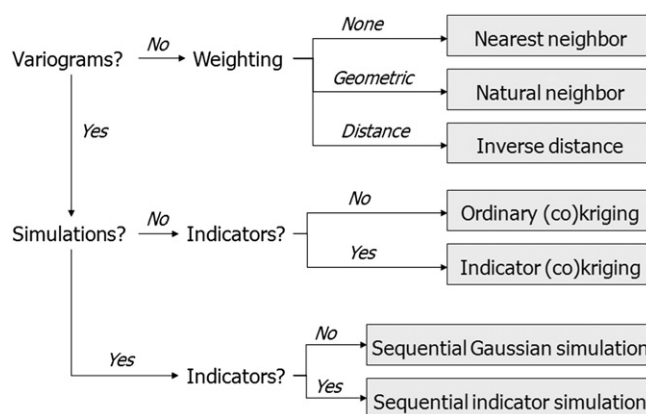 None
Variograms? No Weighting Nearest neighbor
Geometric
Natural neighbor
Yes
Distance
Inverse distance
No
Simulations? No Indicators? Ordinary (co)kriging
Yes
Indicator (co)kriging
No
Sequential Gaussian simulation
Yes Indicators?
Yes
Sequential indicator simulation